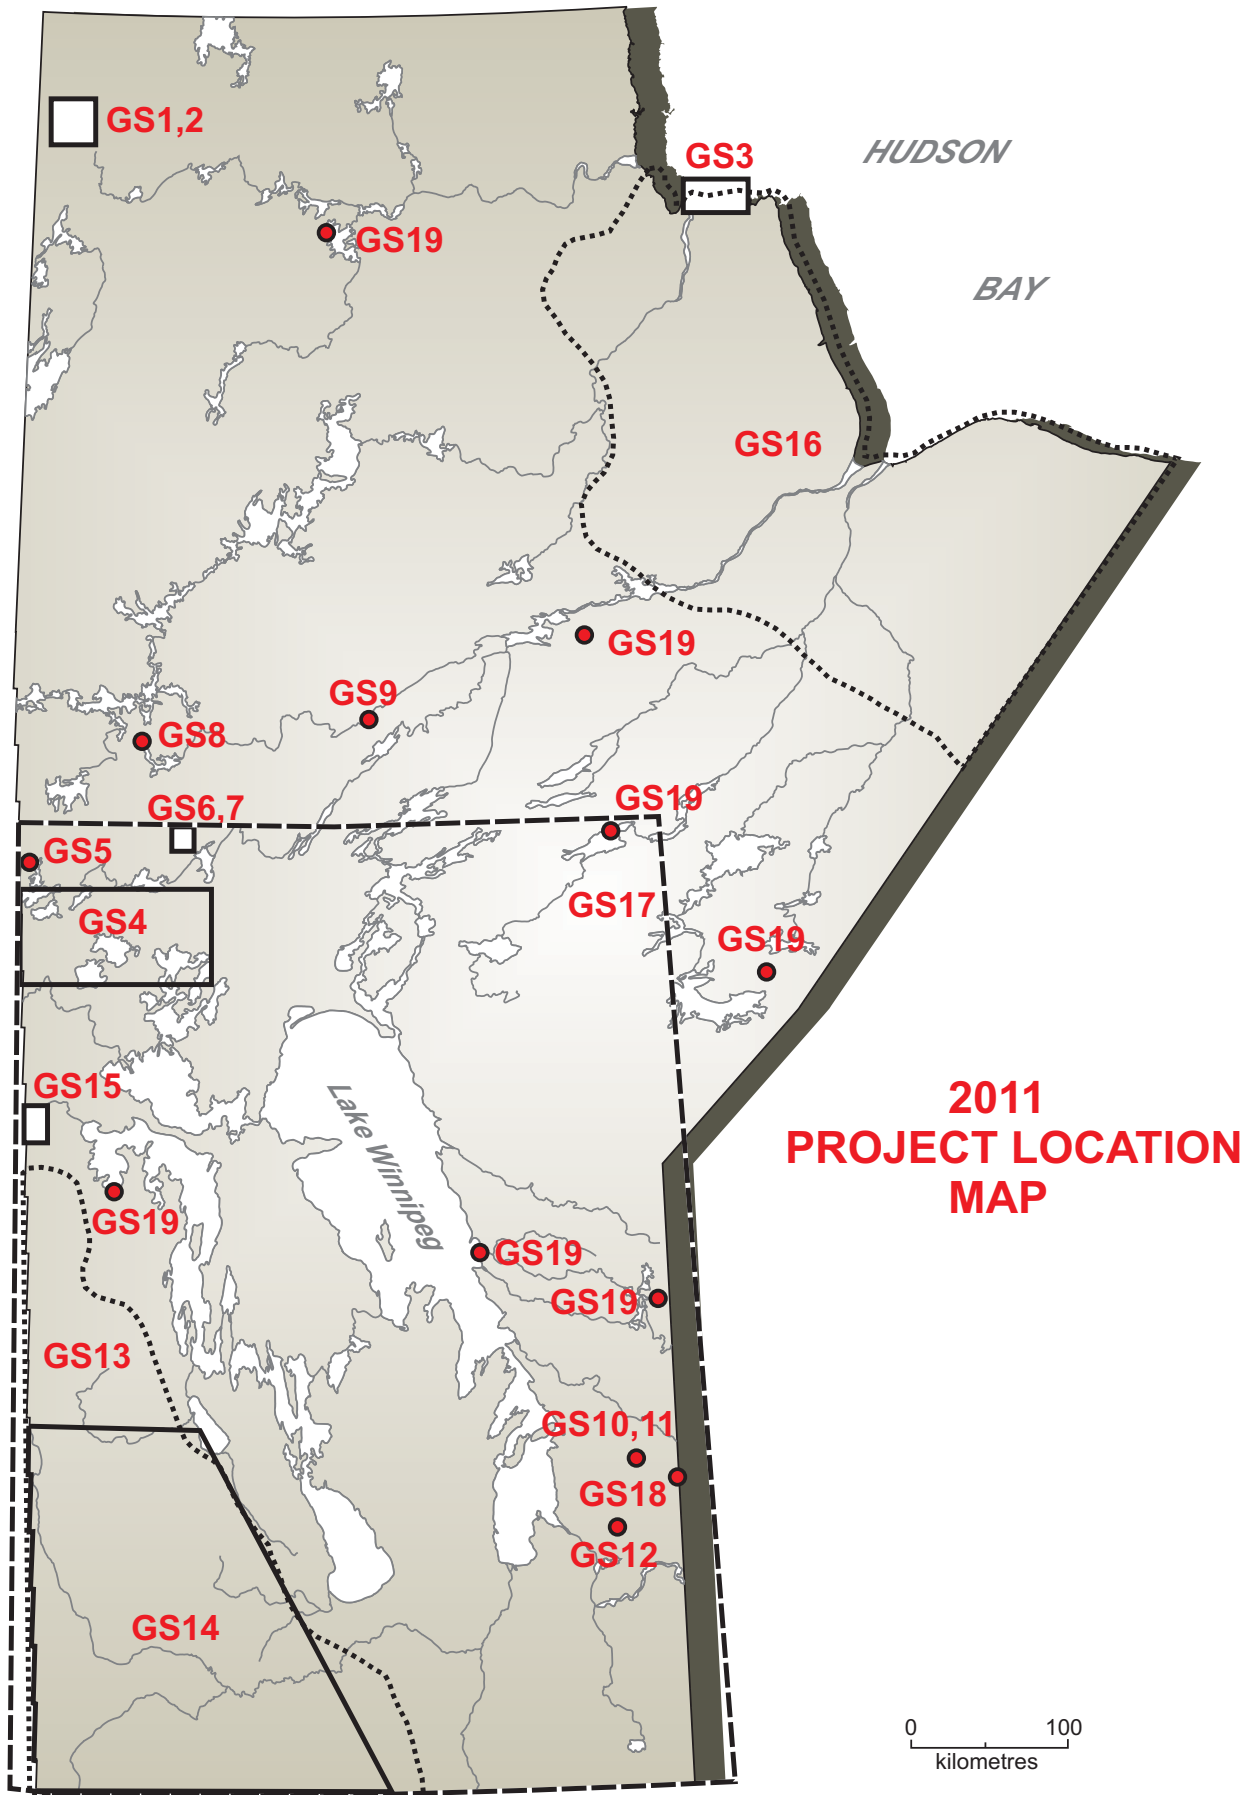 GS1,2
HUDSON
GS3
GS19
BAY
GS16
GS19
GS9
GS8
GS19
GS6,7
GS5
GS17
GS4
GS19
GS15
2011
PROJECT LOCATION
MAP
Lake Winnipeg
GS19
GS19
GS19
GS13
GS10,11
GS18
GS12
GS14
0 100
kilometres